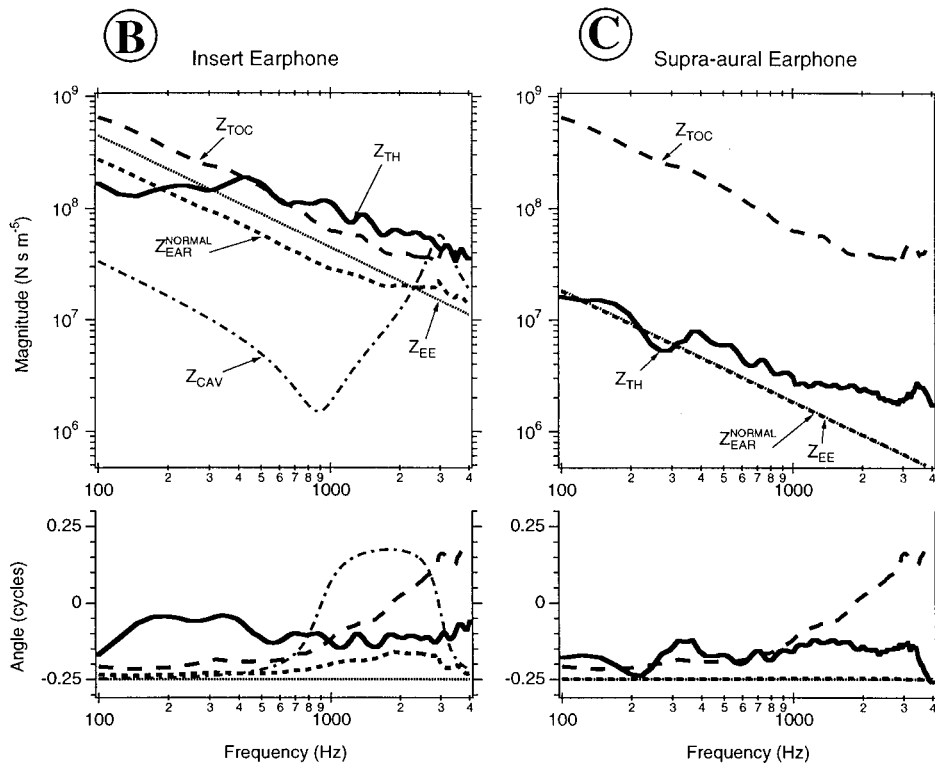 B
Insert Earphone
10^9
10^8
10^7
10^6
Magnitude (N s m^-5)
Z_TOC
Z_TH
Z_EAR^NORMAL
Z_EE
Z_CAV
100 2 3 4 5 6 7 8 9 1000 2 3 4
0.25
0
-0.25
Angle (cycles)
100 2 3 4 5 6 7 8 9 1000 2 3 4
Frequency (Hz)
C
Supra-aural Earphone
10^9
10^8
10^7
10^6
Z_TOC
Z_TH
Z_EAR^NORMAL
Z_EE
100 2 3 4 5 6 7 8 9 1000 2 3 4
0.25
0
-0.25
100 2 3 4 5 6 7 8 9 1000 2 3 4
Frequency (Hz)